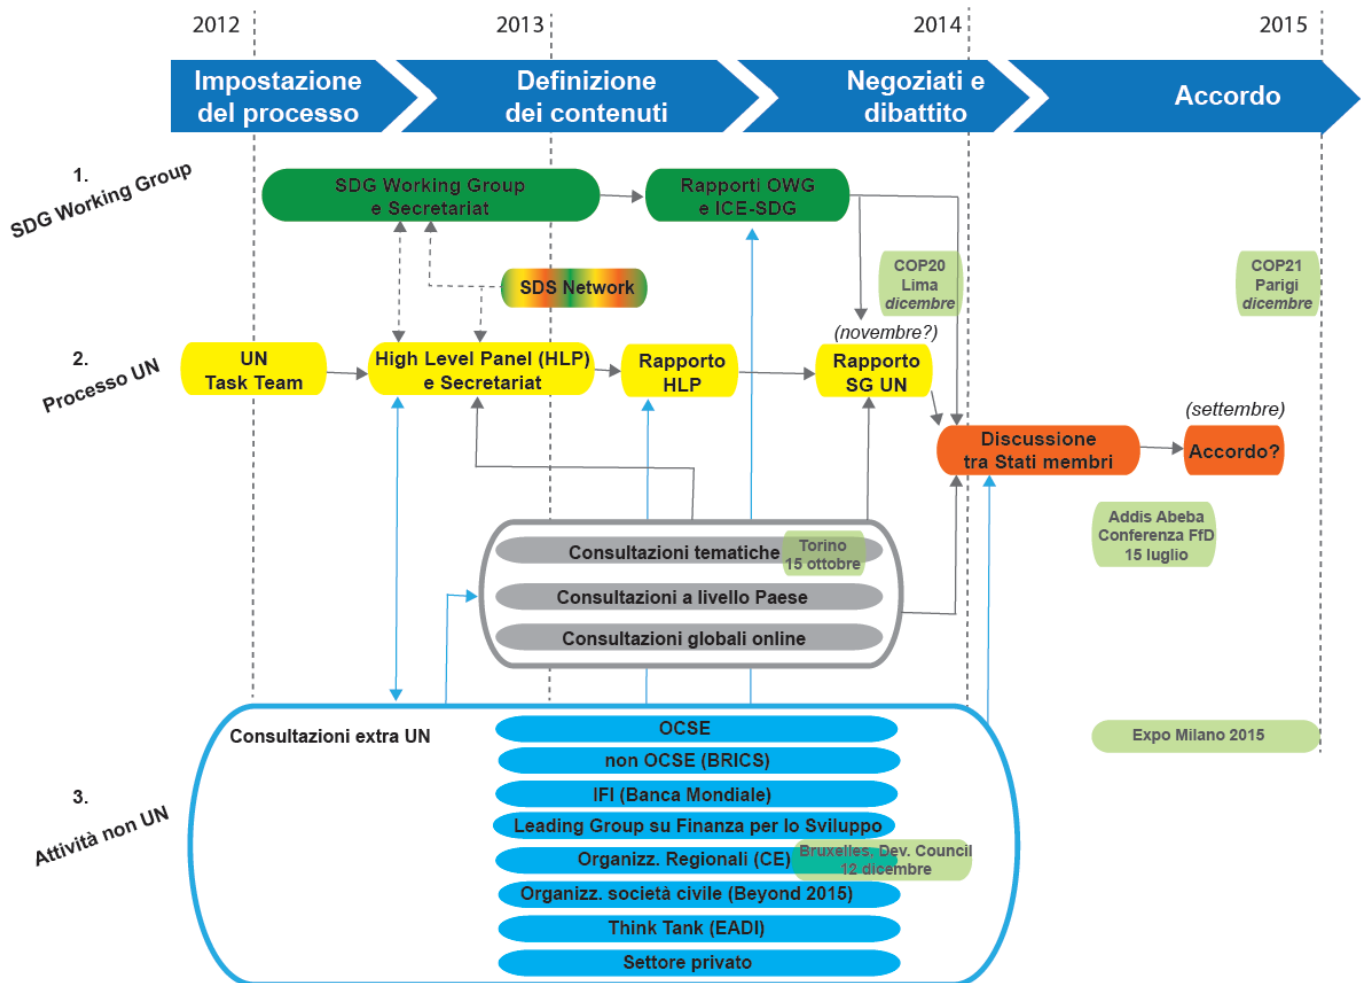 2012
2013
2014
2015
Impostazione
del processo
Definizione
dei contenuti
Negoziati e
dibattito
Accordo
1.
SDG Working Group
SDG Working Group
e Secretariat
Rapporti OWG
e ICE-SDG
COP20
Lima
dicembre
COP21
Parigi
dicembre
SDS Network
(novembre?)
2.
Processo UN
UN
Task Team
High Level Panel (HLP)
e Secretariat
Rapporto
HLP
Rapporto
SG UN
(settembre)
Discussione
tra Stati membri
Accordo?
Addis Abeba
Conferenza FfD
15 luglio
Consultazioni tematiche
Torino
15 ottobre
Consultazioni a livello Paese
Consultazioni globali online
3.
Attività non UN
Consultazioni extra UN
OCSE
non OCSE (BRICS)
IFI (Banca Mondiale)
Leading Group su Finanza per lo Sviluppo
Organizz. Regionali (CE)
Bruxelles, Dev. Council
12 dicembre
Organizz. società civile (Beyond 2015)
Think Tank (EADI)
Settore privato
Expo Milano 2015